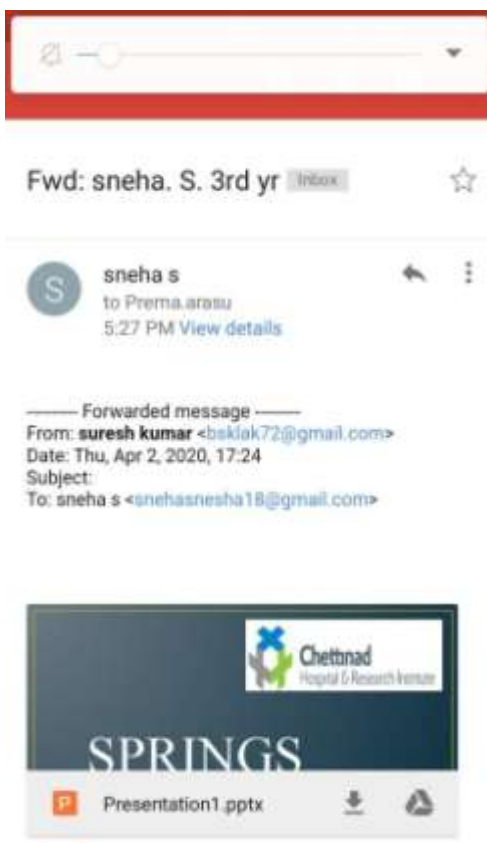 Fwd: sneha. S. 3rd yr Inbox
S
sneha s
to Prema.arasu
5:27 PM View details
-------- Forwarded message --------
From: suresh kumar <bsklak72@gmail.com>
Date: Thu, Apr 2, 2020, 17:24
Subject:
To: sneha s <snehasnesha18@gmail.com>
Chettinad
Hospital & Research Institute
SPRINGS
P Presentation1.pptx